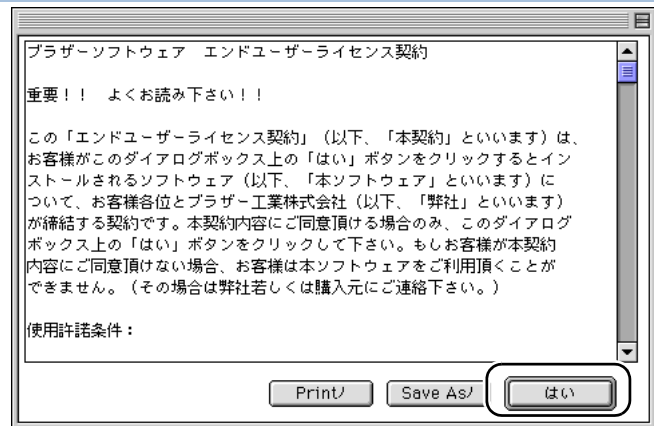 ブラザーソフトウェア　エンドユーザーライセンス契約
重要！！　よくお読み下さい！！
この「エンドユーザーライセンス契約」（以下、「本契約」といいます）は、
お客様がこのダイアログボックス上の「はい」ボタンをクリックするとイン
ストールされるソフトウェア（以下、「本ソフトウェア」といいます）に
ついて、お客様各位とブラザー工業株式会社（以下、「弊社」といいます）
が締結する契約です。本契約内容にご同意頂ける場合のみ、このダイアログ
ボックス上の「はい」ボタンをクリックして下さい。もしお客様が本契約
内容にご同意頂けない場合、お客様は本ソフトウェアをご利用頂くことが
できません。（その場合は弊社若しくは購入元にご連絡下さい。）
使用許諾条件：
Printﾉ Save Asﾉ はい